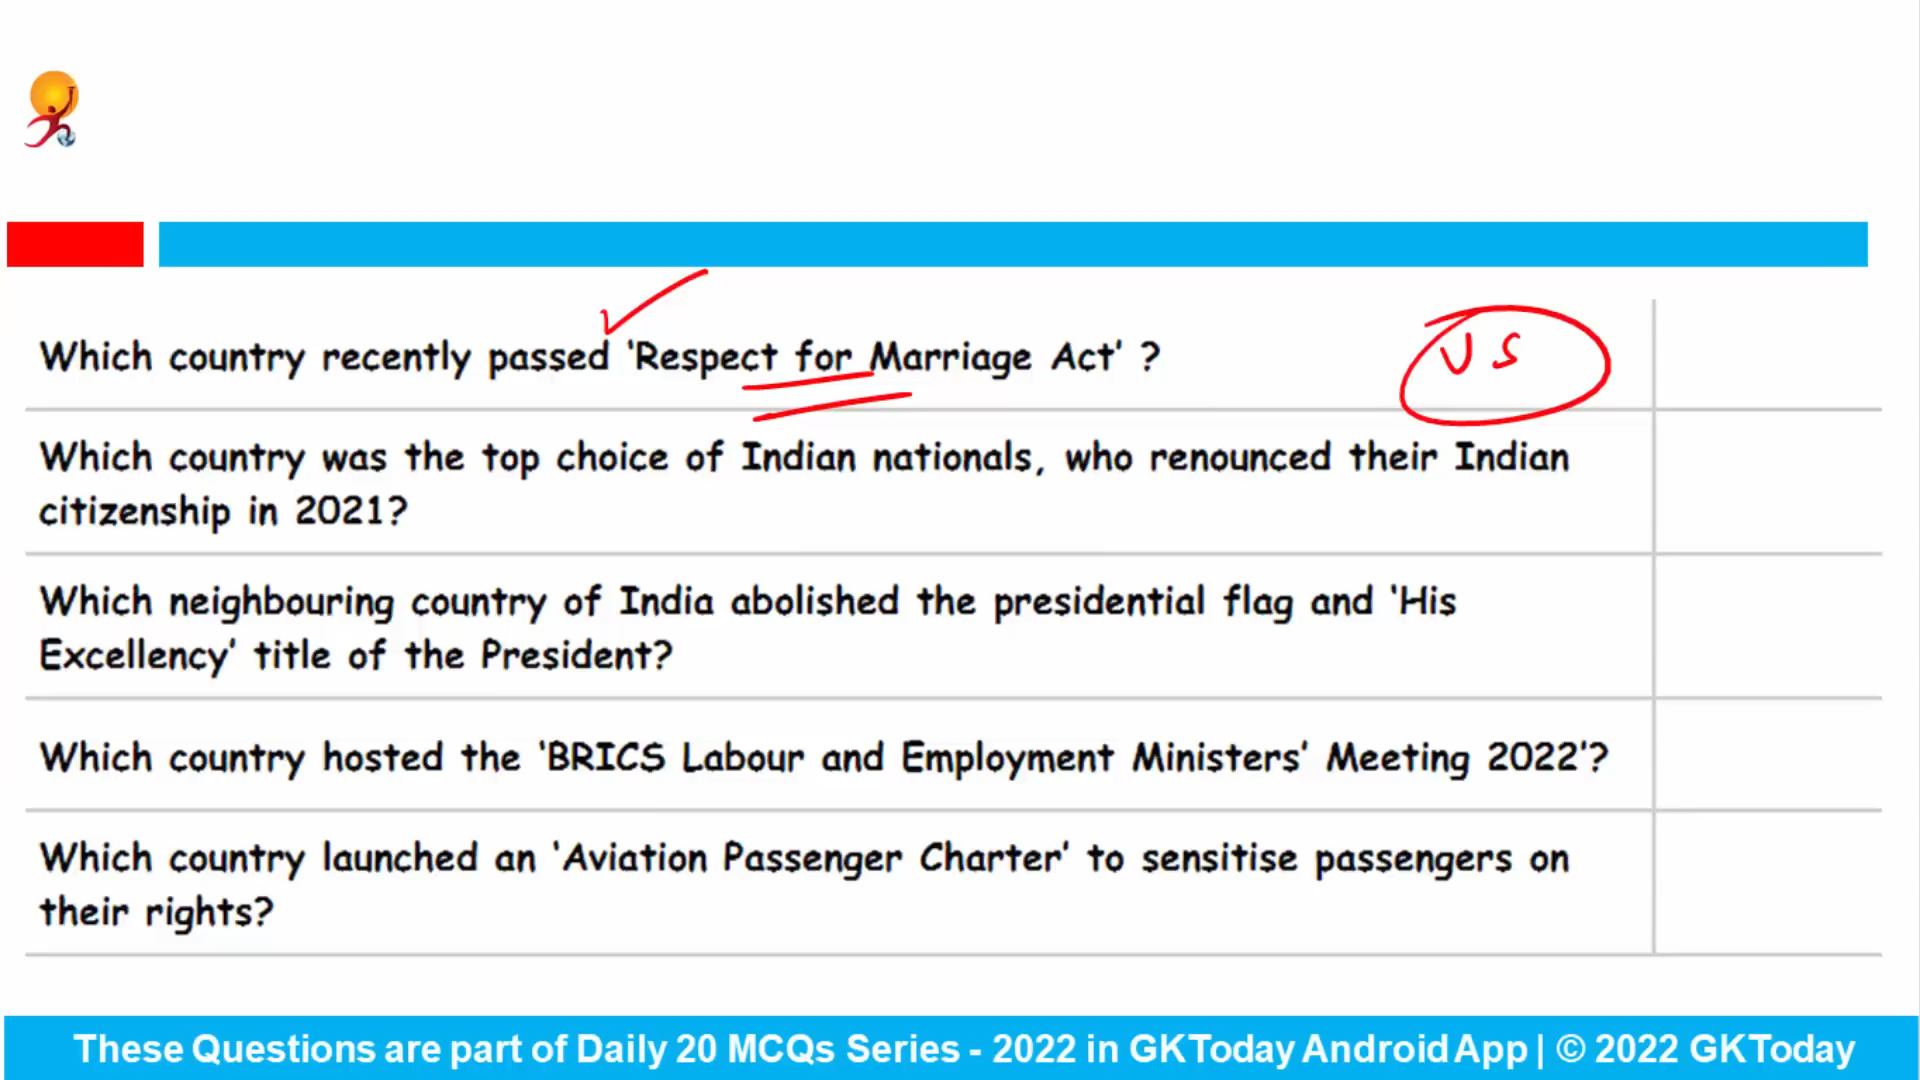 Which country recently passed ‘Respect for Marriage Act’ ?
US
Which country was the top choice of Indian nationals, who renounced their Indian
citizenship in 2021?
Which neighbouring country of India abolished the presidential flag and ‘His
Excellency’ title of the President?
Which country hosted the ‘BRICS Labour and Employment Ministers’ Meeting 2022’?
Which country launched an ‘Aviation Passenger Charter’ to sensitise passengers on
their rights?
These Questions are part of Daily 20 MCQs Series - 2022 in GKToday Android App | © 2022 GKToday